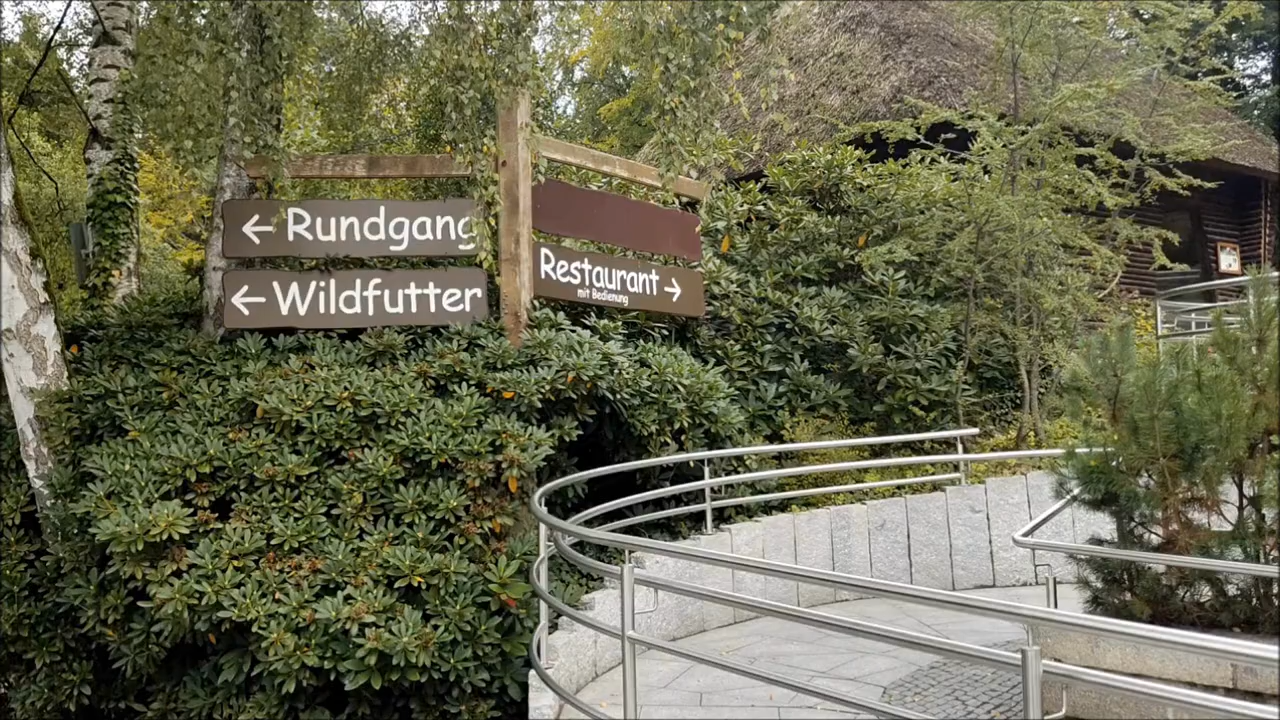 ← Rundgang
← Wildfutter
Restaurant →
mit Bedienung